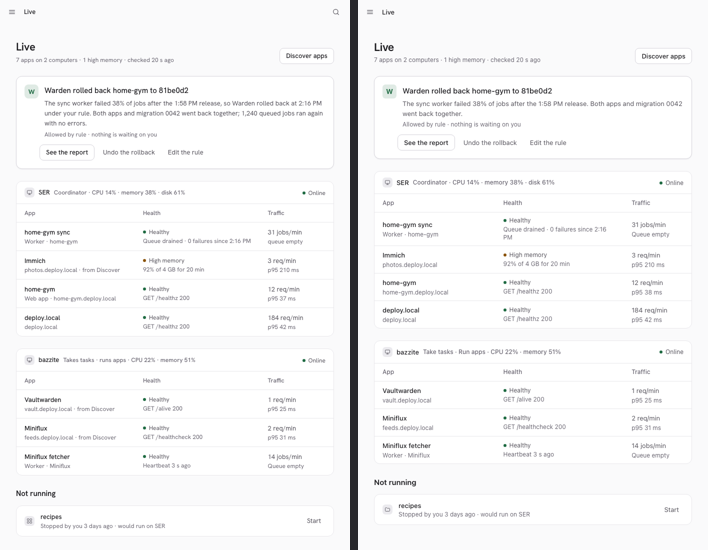 Live
Live
7 apps on 2 computers · 1 high memory · checked 20 s ago
Discover apps
W
Warden rolled back home-gym to 81be0d2
The sync worker failed 38% of jobs after the 1:58 PM release, so Warden rolled back at 2:16 PM
under your rule. Both apps and migration 0042 went back together; 1,240 queued jobs ran again
with no errors.
Allowed by rule · nothing is waiting on you
See the report
Undo the rollback
Edit the rule
SER Coordinator · CPU 14% · memory 38% · disk 61%
Online
App Health Traffic
home-gym sync Healthy 31 jobs/min
Worker · home-gym Queue drained · 0 failures since 2:16 PM queue empty
Immich High memory 3 req/min
photos.deploy.local · from Discover 92% of 4 GB for 20 min p95 210 ms
home-gym Healthy 12 req/min
Web app · home-gym.deploy.local GET /healthz 200 p95 37 ms
deploy.local Healthy 184 req/min
deploy.local GET /healthz 200 p95 42 ms
bazzite Takes tasks · runs apps · CPU 22% · memory 51%
Online
App Health Traffic
Vaultwarden Healthy 1 req/min
vault.deploy.local · from Discover GET /alive 200 p95 25 ms
Miniflux Healthy 2 req/min
feeds.deploy.local · from Discover GET /healthcheck 200 p95 31 ms
Miniflux fetcher Healthy 14 jobs/min
Worker · Miniflux Heartbeat 3 s ago Queue empty
Not running
recipes
Stopped by you 3 days ago · would run on SER
Start
Live
Live
7 apps on 2 computers · 1 high memory · checked 20 s ago
Discover apps
W
Warden rolled back home-gym to 81be0d2
The sync worker failed 38% of jobs after the 1:58 PM release. Both apps and migration 0042
went back together.
Allowed by rule · nothing is waiting on you
See the report
Undo the rollback
Edit the rule
SER Coordinator · CPU 14% · memory 38% · disk 61%
Online
App Health Traffic
home-gym sync Healthy 31 jobs/min
Worker · home-gym Queue drained · 0 failures since 2:16 Queue empty
PM
Immich High memory 3 req/min
photos.deploy.local 92% of 4 GB for 20 min p95 210 ms
home-gym Healthy 12 req/min
home-gym.deploy.local GET /healthz 200 p95 38 ms
deploy.local Healthy 184 req/min
deploy.local GET /healthz 200 p95 42 ms
bazzite Take tasks · Run apps · CPU 22% · memory 51%
Online
App Health Traffic
Vaultwarden Healthy 1 req/min
vault.deploy.local GET /alive 200 p95 25 ms
Miniflux Healthy 2 req/min
feeds.deploy.local GET /healthcheck 200 p95 31 ms
Miniflux fetcher Healthy 14 jobs/min
Worker · Miniflux Heartbeat 3 s ago Queue empty
Not running
recipes
Stopped by you 3 days ago · would run on SER
Start